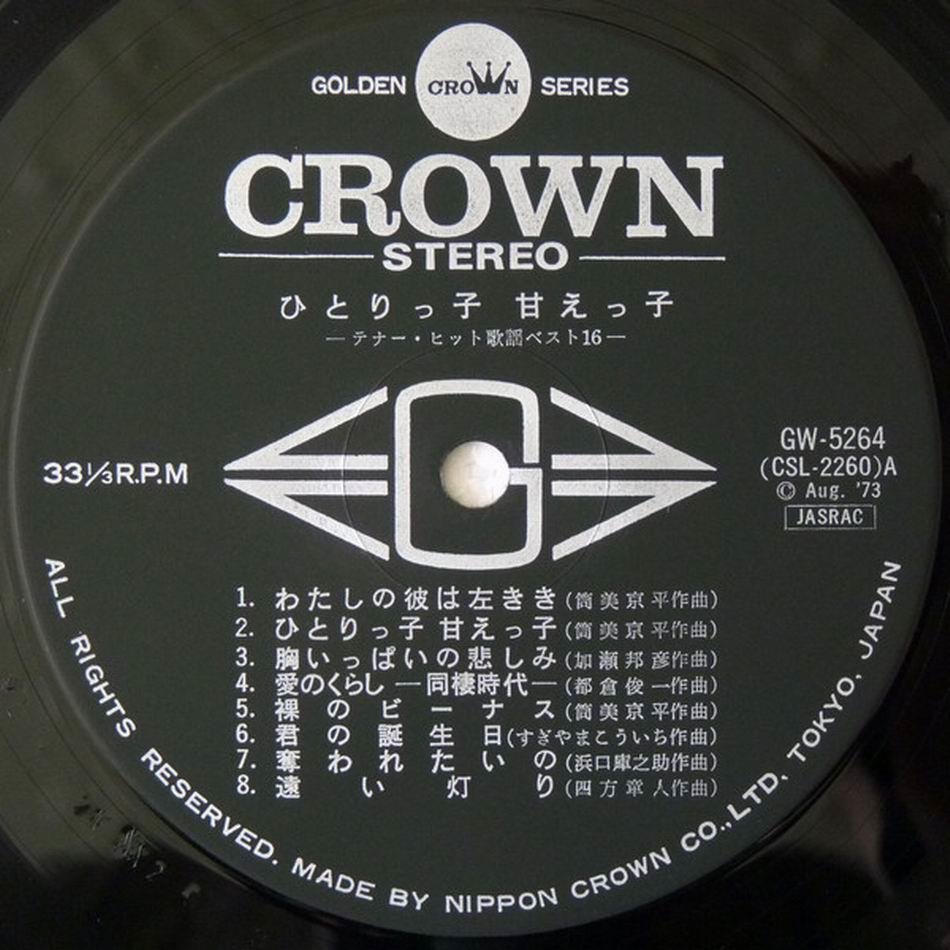 GOLDEN CROWN SERIES
CROWN
STEREO
ひとりっ子 甘えっ子
―テナー・ヒット歌謡ベスト16―
G
33⅓R.P.M
GW-5264
(CSL-2260)A
© Aug. '73
JASRAC
1. わたしの彼は左きき(筒美京平作曲)
2. ひとりっ子 甘えっ子(筒美京平作曲)
3. 胸いっぱいの悲しみ(加瀬邦彦作曲)
4. 愛のくらし―同棲時代―(都倉俊一作曲)
5. 裸のビーナス(筒美京平作曲)
6. 君の誕生日(すぎやまこういち作曲)
7. 奪われたいの(浜口庫之助作曲)
8. 遠い灯り(四方章人作曲)
ALL RIGHTS RESERVED. MADE BY NIPPON CROWN CO.,LTD. TOKYO, JAPAN